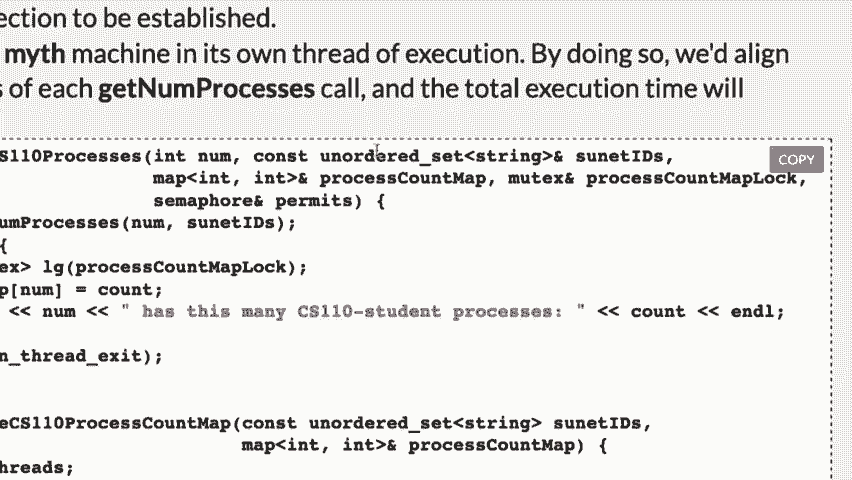 ection to be established.
myth machine in its own thread of execution. By doing so, we'd align
s of each getNumProcesses call, and the total execution time will
S110Processes(int num, const unordered_set<string>& sunetIDs,
COPY
map<int, int>& processCountMap, mutex& processCountMapLock,
semaphore& permits) {
umProcesses(num, sunetIDs);
{
ex> lg(processCountMapLock);
p[num] = count;
<< num << " has this many CS110-student processes: " << count << endl;
n_thread_exit);
eCS110ProcessCountMap(const unordered_set<string> sunetIDs,
map<int, int>& processCountMap) {
hreads;